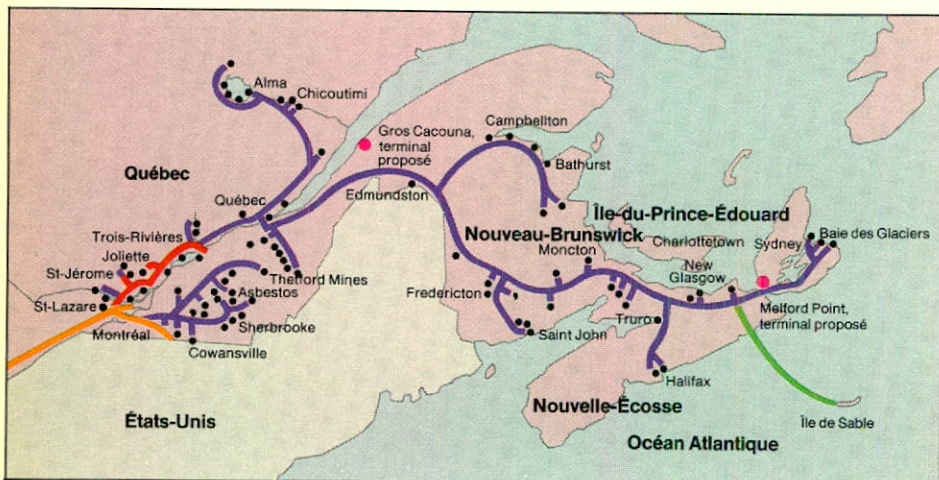 Alma
Chicoutimi
Gros Cacouna,
terminal
proposé
Campbellton
Bathurst
Québec
Québec
Edmundston
Île-du-Prince-Édouard
Trois-Rivières
Nouveau-Brunswick
Charlottetown
Sydney
Baie des Glaciers
Joliette
Moncton
St-Jérôme
Thetford Mines
New
Glasgow
Asbestos
Fredericton
St-Lazare
Melford Point,
terminal proposé
Truro
Montréal
Sherbrooke
Saint John
Cowansville
Halifax
Nouvelle-Écosse
États-Unis
Île de Sable
Océan Atlantique